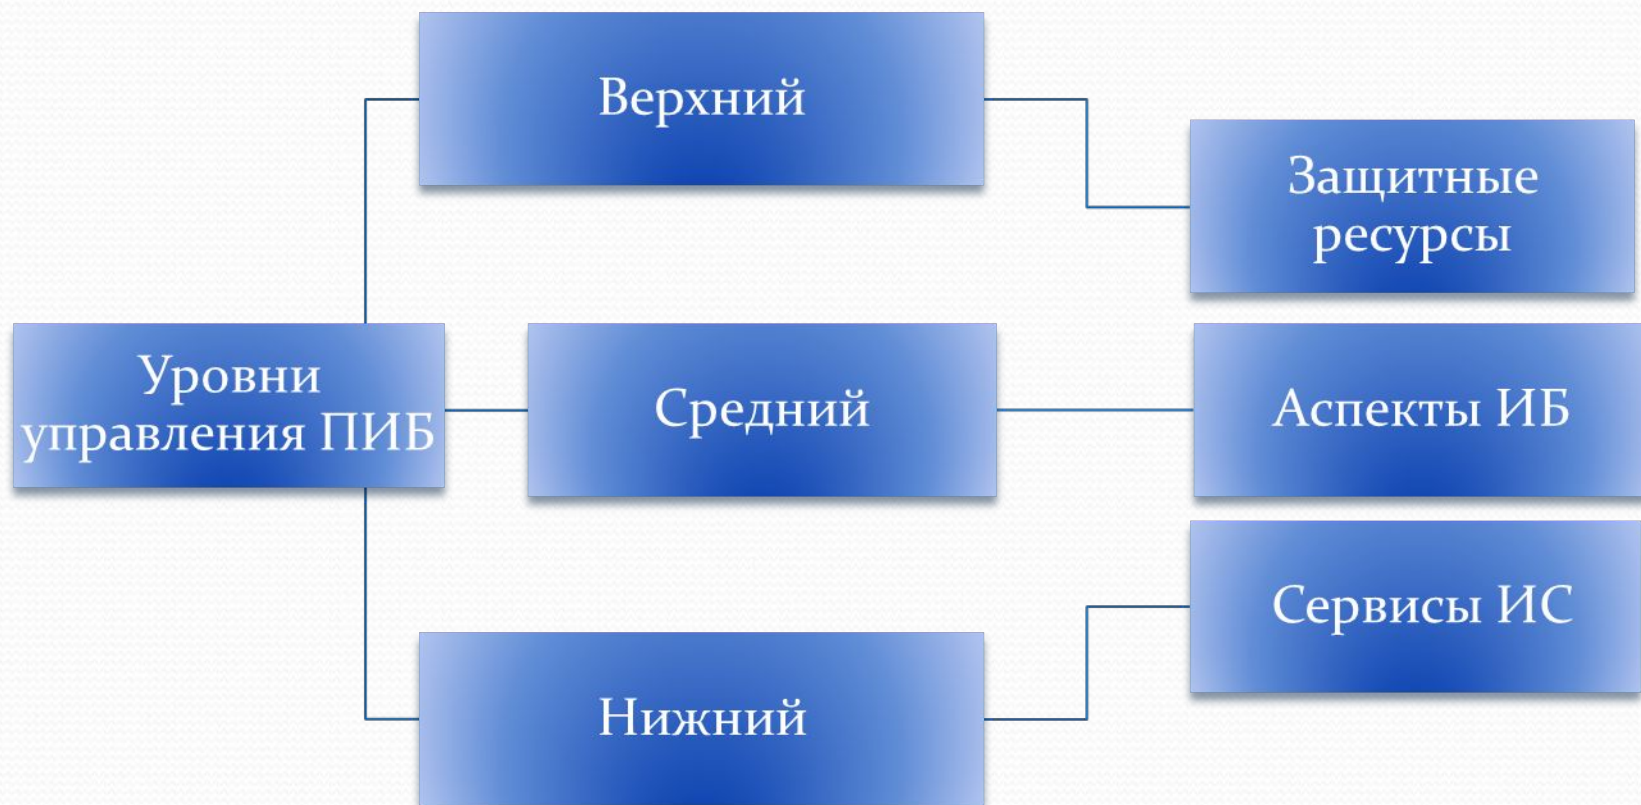 Верхний
Защитные
ресурсы
Уровни
управления ПИБ
Средний
Аспекты ИБ
Сервисы ИС
Нижний